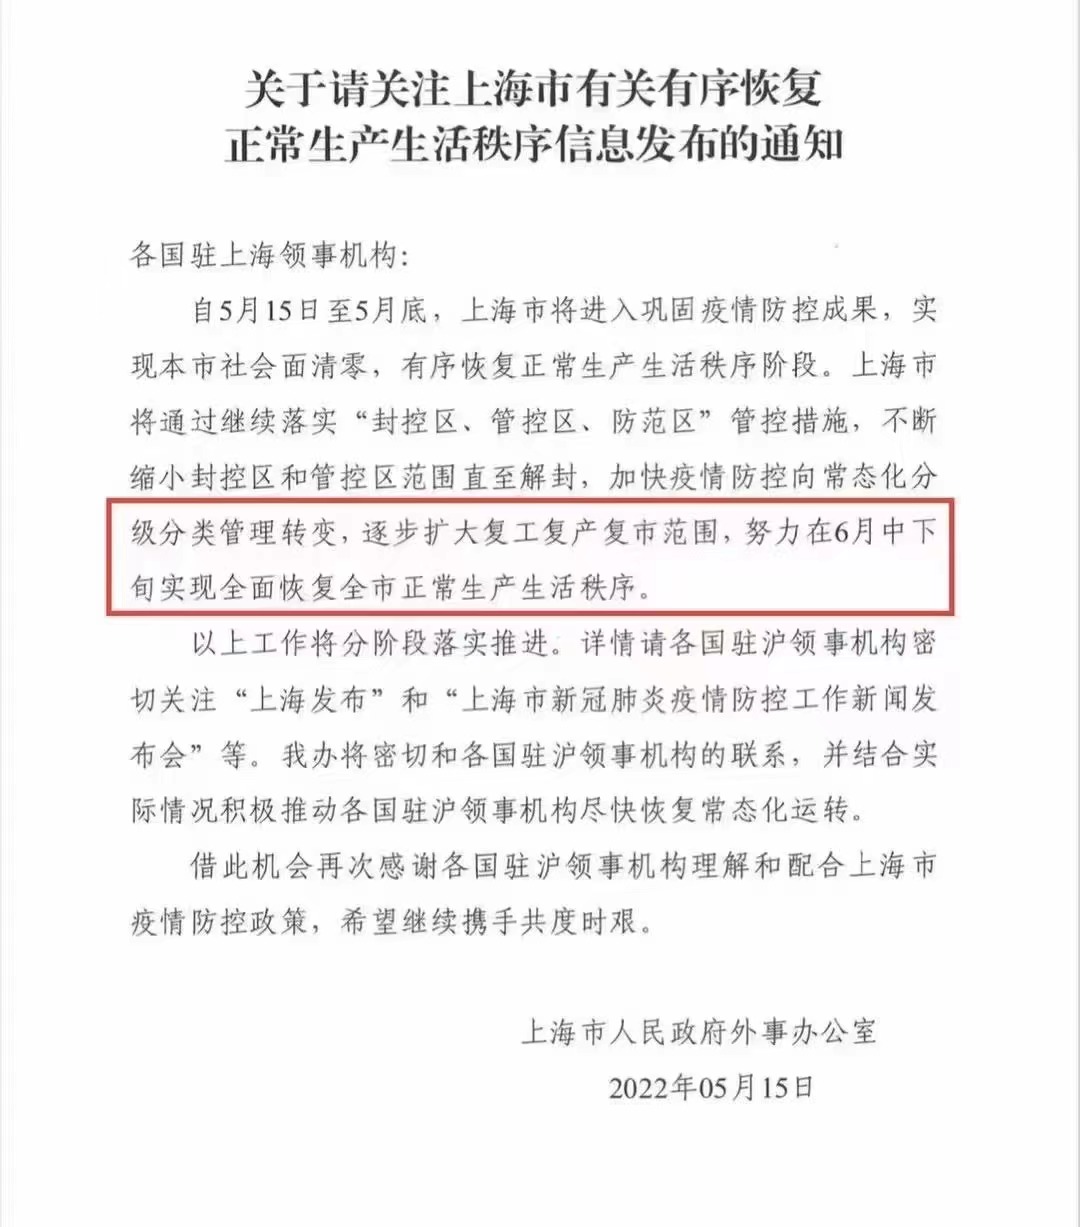 关于请关注上海市有关有序恢复
正常生产生活秩序信息发布的通知
各国驻上海领事机构：
自5月15日至5月底，上海市将进入巩固疫情防控成果，实
现本市社会面清零，有序恢复正常生产生活秩序阶段。上海市
将通过继续落实“封控区、管控区、防范区”管控措施，不断
缩小封控区和管控区范围直至解封，加快疫情防控向常态化分
级分类管理转变，逐步扩大复工复产复市范围，努力在6月中下
旬实现全面恢复全市正常生产生活秩序。
以上工作将分阶段落实推进。详情请各国驻沪领事机构密
切关注“上海发布”和“上海市新冠肺炎疫情防控工作新闻发
布会”等。我办将密切和各国驻沪领事机构的联系，并结合实
际情况积极推动各国驻沪领事机构尽快恢复常态化运转。
借此机会再次感谢各国驻沪领事机构理解和配合上海市
疫情防控政策，希望继续携手共度时艰。
上海市人民政府外事办公室
2022年05月15日